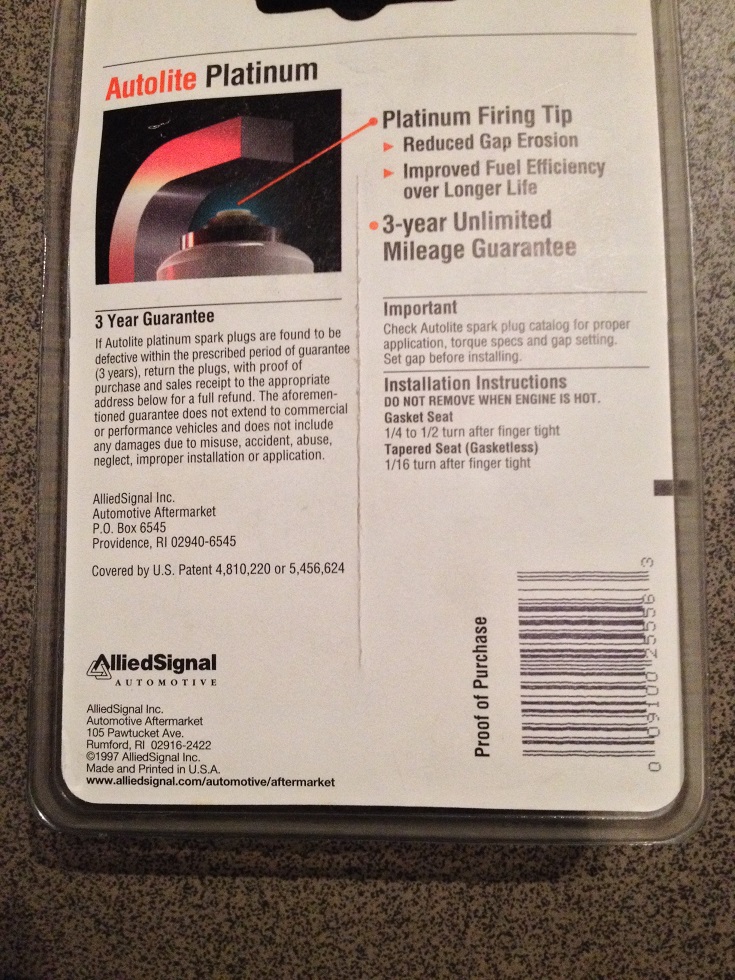 Autolite Platinum
Platinum Firing Tip
Reduced Gap Erosion
Improved Fuel Efficiency
over Longer Life
3-year Unlimited
Mileage Guarantee
3 Year Guarantee
If Autolite platinum spark plugs are found to be
defective within the prescribed period of guarantee
(3 years), return the plugs, with proof of
purchase and sales receipt to the appropriate
address below for a full refund. The aforemen-
tioned guarantee does not extend to commercial
or performance vehicles and does not include
any damages due to misuse, accident, abuse,
neglect, improper installation or application.
AlliedSignal Inc.
Automotive Aftermarket
P.O. Box 6545
Providence, RI 02940-6545
Covered by U.S. Patent 4,810,220 or 5,456,624
Important
Check Autolite spark plug catalog for proper
application, torque specs and gap setting.
Set gap before installing.
Installation Instructions
DO NOT REMOVE WHEN ENGINE IS HOT.
Gasket Seat
1/4 to 1/2 turn after finger tight
Tapered Seat (Gasketless)
1/16 turn after finger tight
AlliedSignal
AUTOMOTIVE
AlliedSignal Inc.
Automotive Aftermarket
105 Pawtucket Ave.
Rumford, RI 02916-2422
©1997 AlliedSignal Inc.
Made and Printed in U.S.A.
www.alliedsignal.com/automotive/aftermarket
Proof of Purchase
0 09100 25556 3